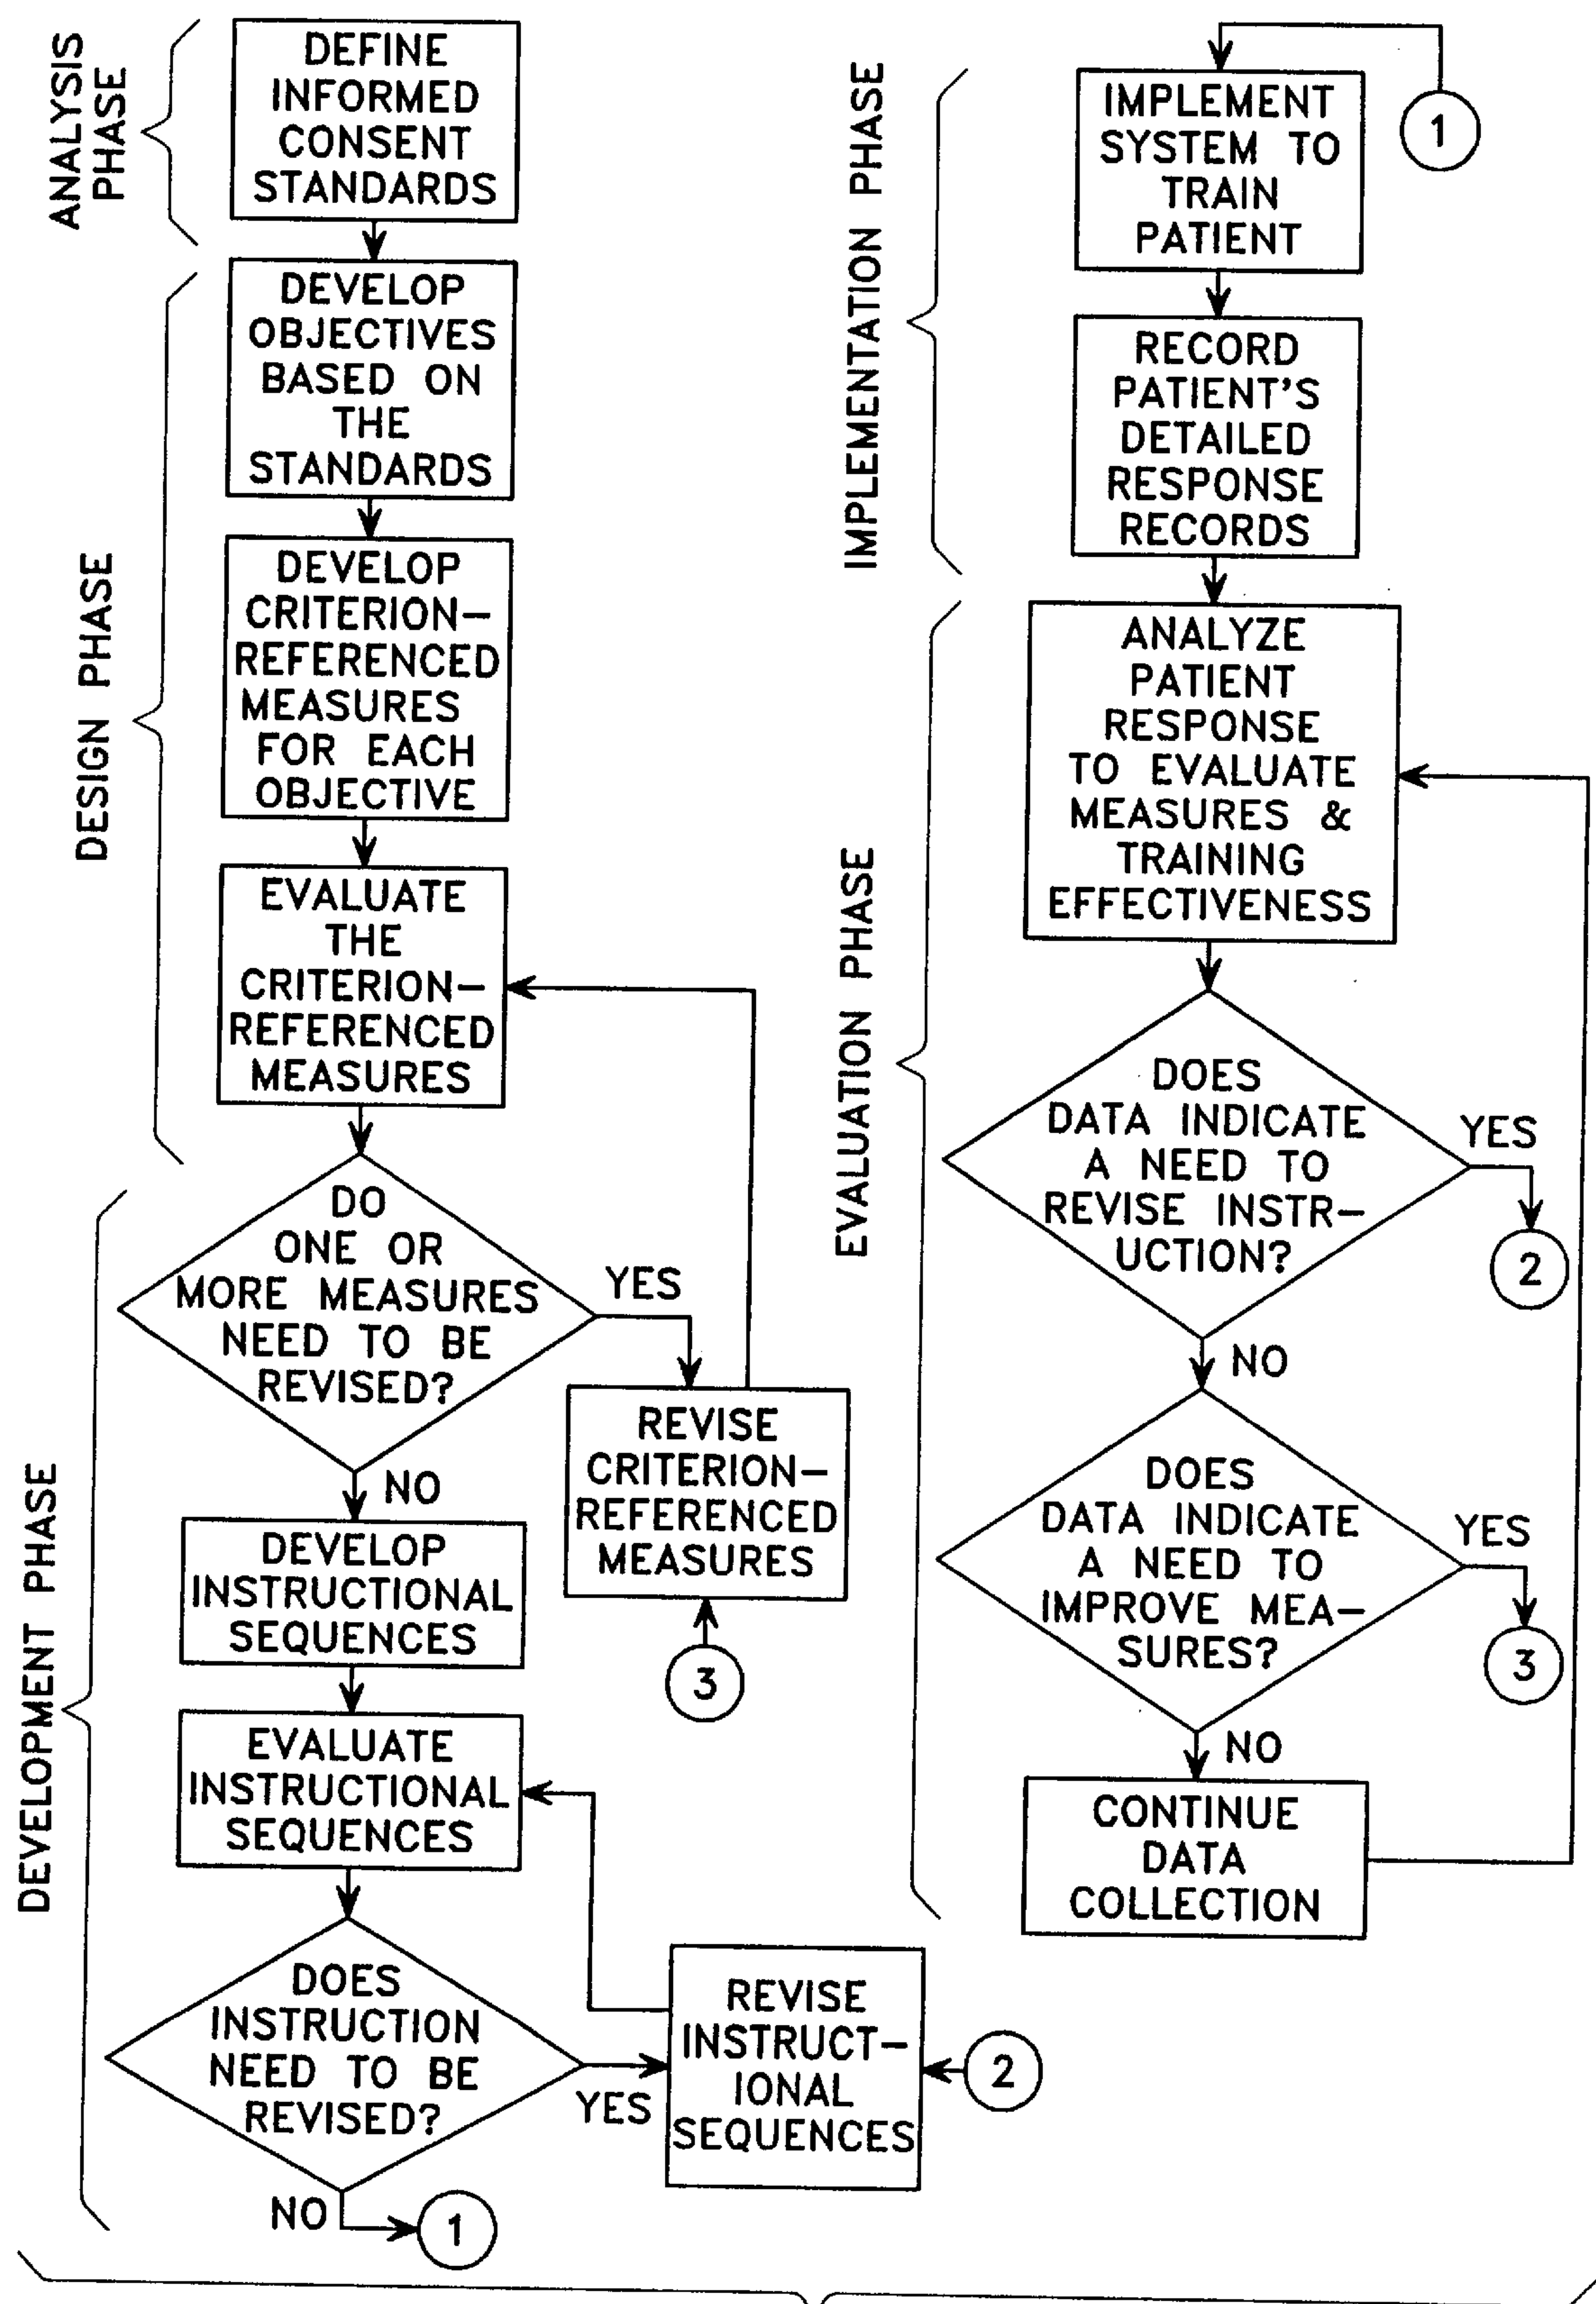 ANALYSIS
PHASE
DEFINE
INFORMED
CONSENT
STANDARDS
DESIGN PHASE
DEVELOP
OBJECTIVES
BASED ON
THE
STANDARDS
DEVELOP
CRITERION–
REFERENCED
MEASURES
FOR EACH
OBJECTIVE
EVALUATE
THE
CRITERION–
REFERENCED
MEASURES
DEVELOPMENT PHASE
DO
ONE OR
MORE MEASURES
NEED TO BE
REVISED?
YES
NO
REVISE
CRITERION–
REFERENCED
MEASURES
3
DEVELOP
INSTRUCTIONAL
SEQUENCES
EVALUATE
INSTRUCTIONAL
SEQUENCES
DOES
INSTRUCTION
NEED TO BE
REVISED?
YES
REVISE
INSTRUCT–
IONAL
SEQUENCES
2
NO
1
IMPLEMENTATION PHASE
1
IMPLEMENT
SYSTEM TO
TRAIN
PATIENT
RECORD
PATIENT'S
DETAILED
RESPONSE
RECORDS
EVALUATION PHASE
ANALYZE
PATIENT
RESPONSE
TO EVALUATE
MEASURES &
TRAINING
EFFECTIVENESS
DOES
DATA INDICATE
A NEED TO
REVISE INSTR–
UCTION?
YES
2
NO
DOES
DATA INDICATE
A NEED TO
IMPROVE MEA–
SURES?
YES
3
NO
CONTINUE
DATA
COLLECTION